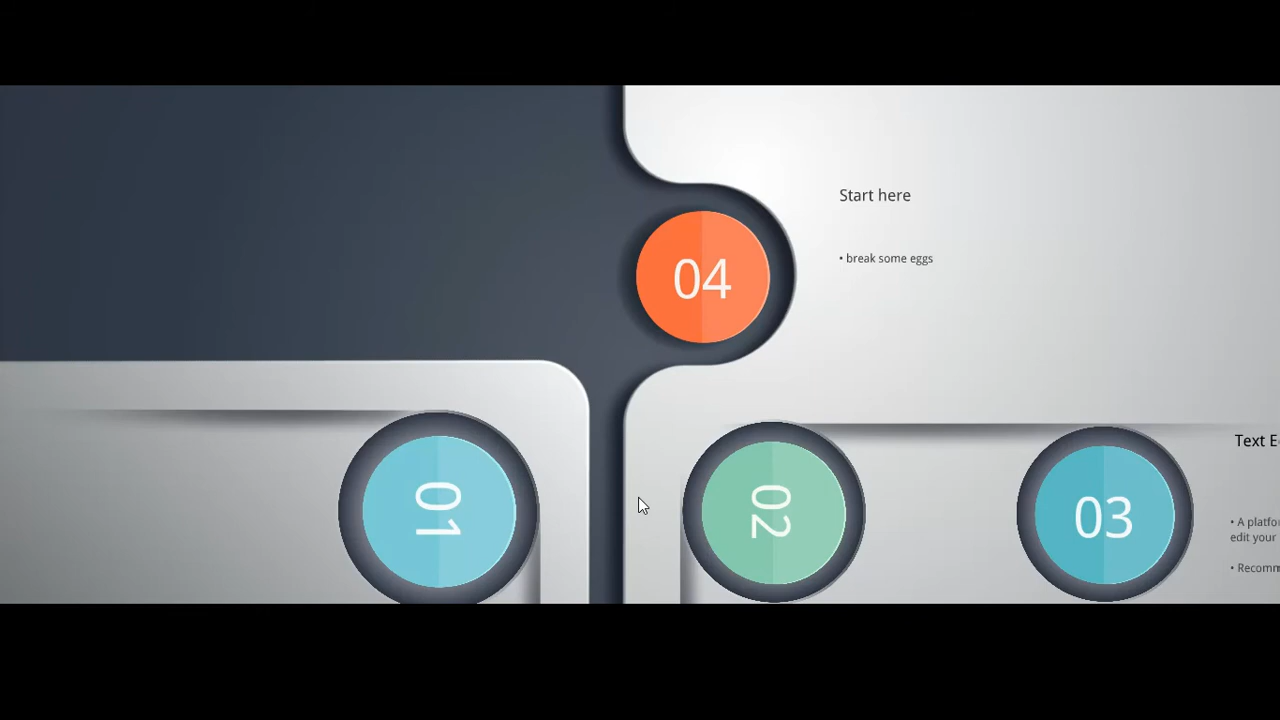 Start here
• break some eggs
04
01
02
03
Text E
• A platfo
edit your
• Recomm